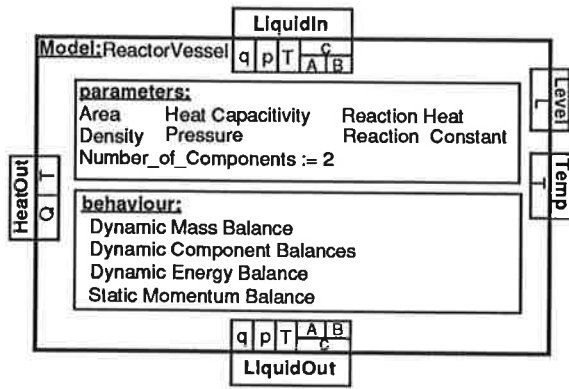 LiquidIn
Model:ReactorVessel
q p T C
A B
parameters:
Area Heat Capacitivity Reaction Heat
Density Pressure Reaction Constant
Number_of_Components := 2
Level
L
HeatOut
T
Q
Temp
T
behaviour:
Dynamic Mass Balance
Dynamic Component Balances
Dynamic Energy Balance
Static Momentum Balance
q p T A B
C
LiquidOut